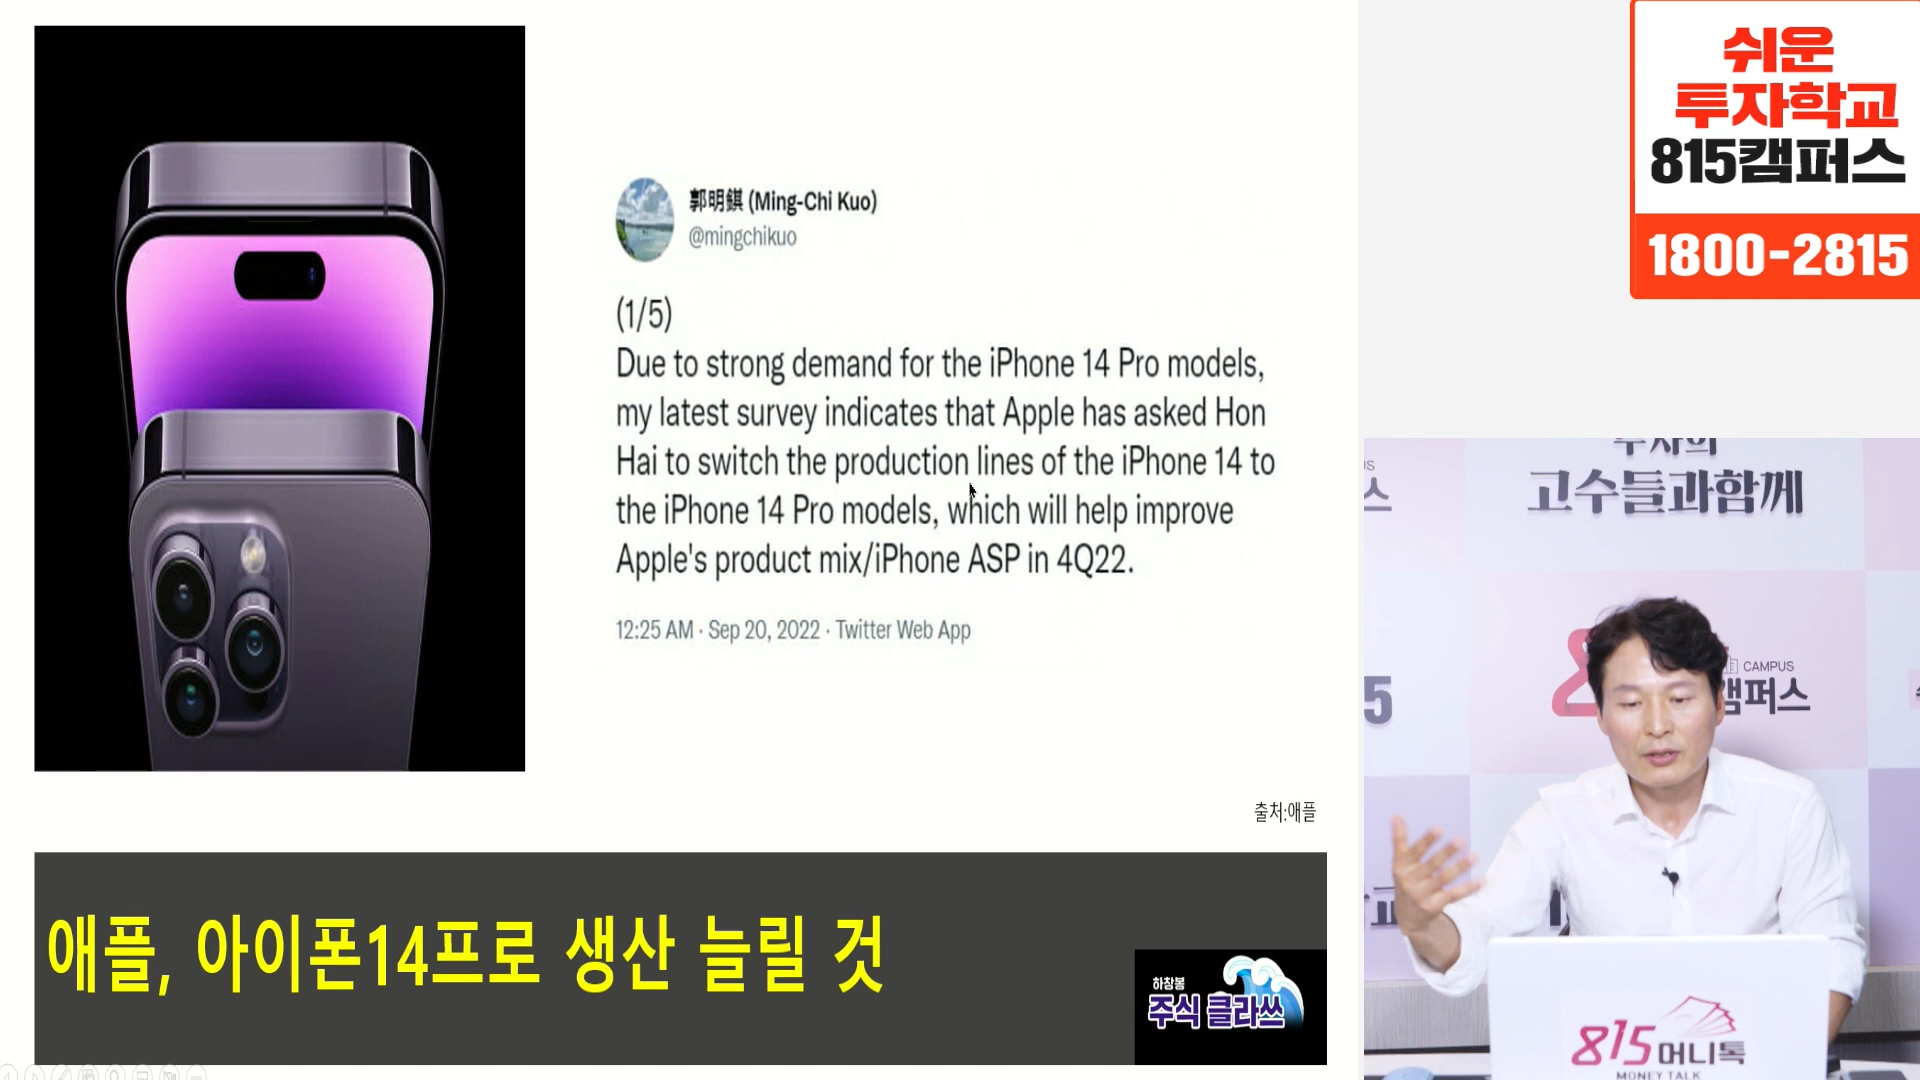 쉬운
투자학교
815캠퍼스
1800-2815
郭明錤 (Ming-Chi Kuo)
@mingchikuo
(1/5)
Due to strong demand for the iPhone 14 Pro models,
my latest survey indicates that Apple has asked Hon
Hai to switch the production lines of the iPhone 14 to
the iPhone 14 Pro models, which will help improve
Apple's product mix/iPhone ASP in 4Q22.
12:25 AM · Sep 20, 2022 · Twitter Web App
출처:애플
애플, 아이폰14프로 생산 늘릴 것
하창봉
주식 클라쓰
투자의
고수들과함께
CAMPUS
캠퍼스
5
815머니톡
MONEY TALK